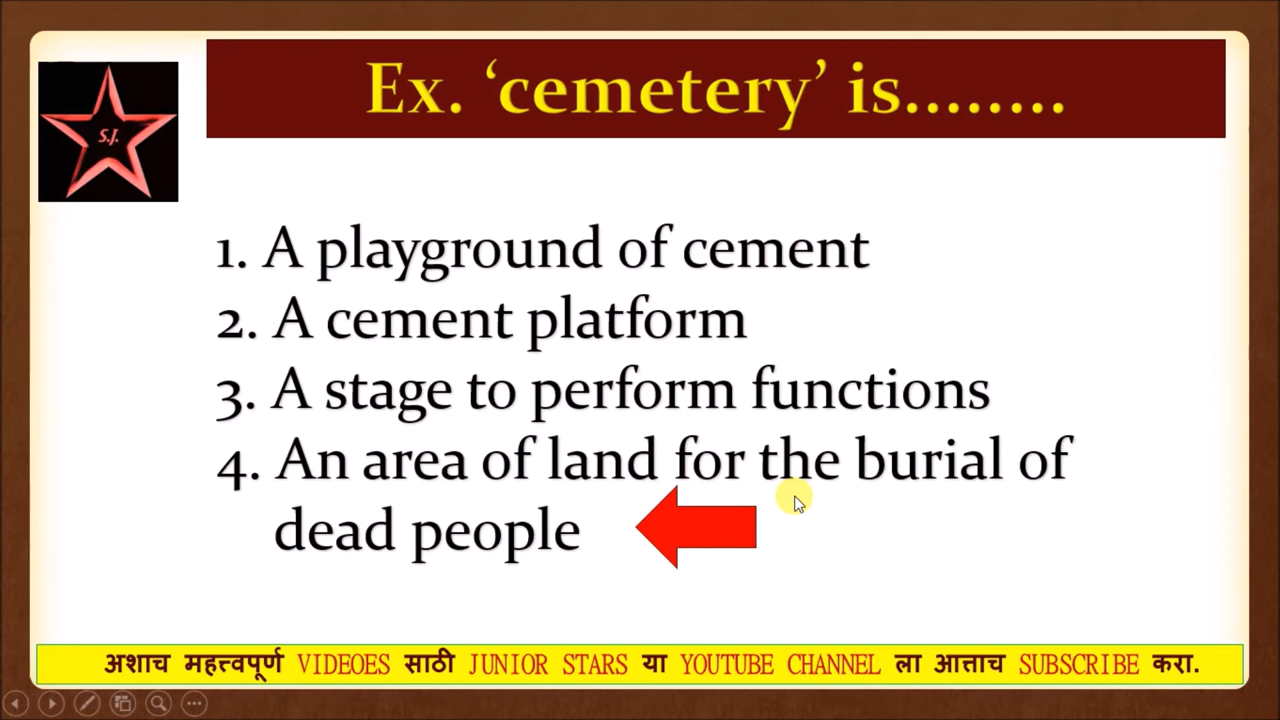 Ex. ‘cemetery’ is........
S.J.
1. A playground of cement
2. A cement platform
3. A stage to perform functions
4. An area of land for the burial of
dead people
अशाच महत्त्वपूर्ण VIDEOES साठी JUNIOR STARS या YOUTUBE CHANNEL ला आत्ताच SUBSCRIBE करा.